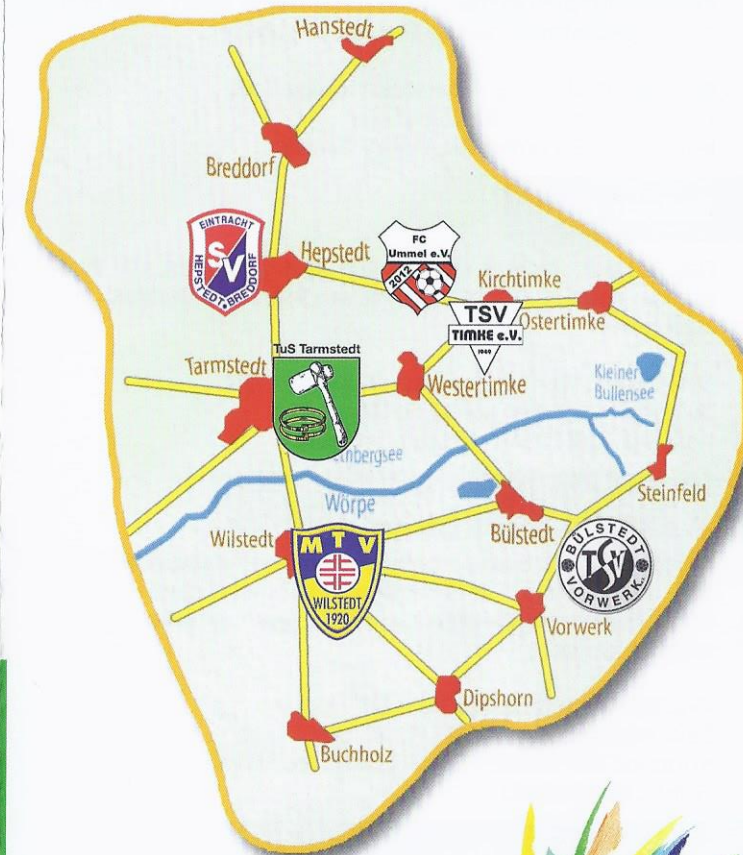 Hanstedt
Breddorf
EINTRACHT
SV
HEPSTEDT.BREDDORF
Hepstedt
FC
Ummel e.V.
2012
Kirchtimke
Ostertimke
TSV
TIMKE e.V.
Tarmstedt
TuS Tarmstedt
Westertimke
Kleiner
Bullensee
nbergsee
Wörpe
Steinfeld
Wilstedt
MTV
WILSTEDT
1920
Bülstedt
BÜLSTEDT
TSV
VORWERK
Vorwerk
Dipshorn
Buchholz